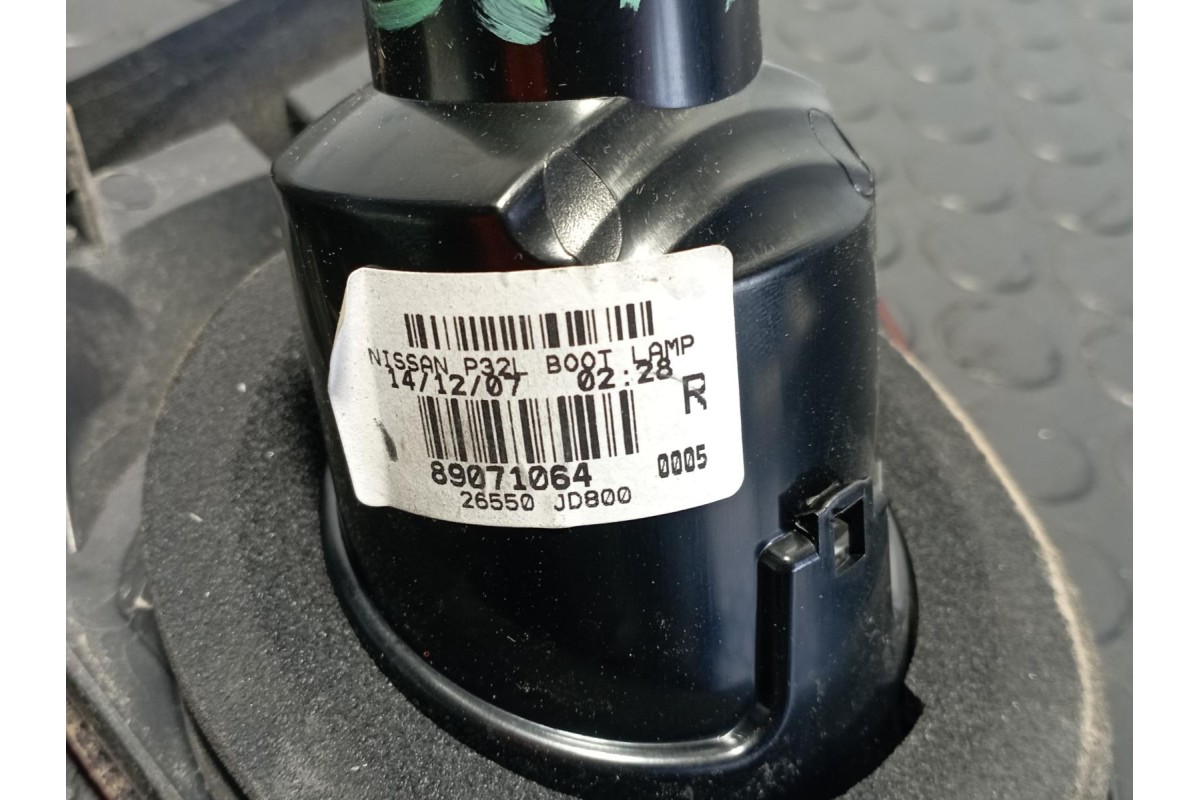 NISSAN P32L BOOT LAMP
14/12/07 02:28
R
89071064 0005
26550 JD800